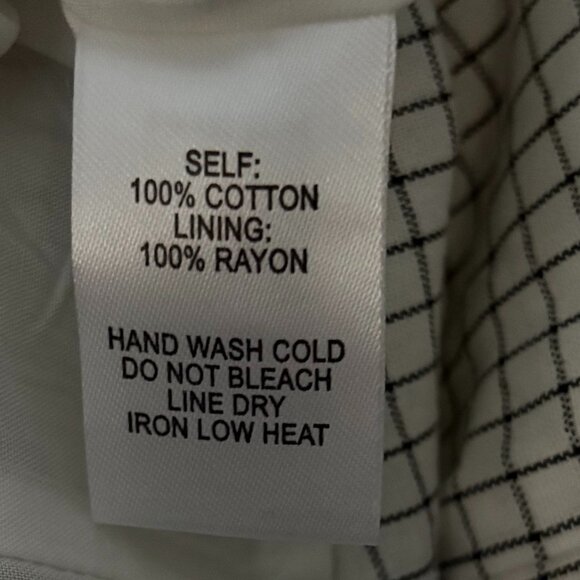 SELF:
100% COTTON
LINING:
100% RAYON
HAND WASH COLD
DO NOT BLEACH
LINE DRY
IRON LOW HEAT